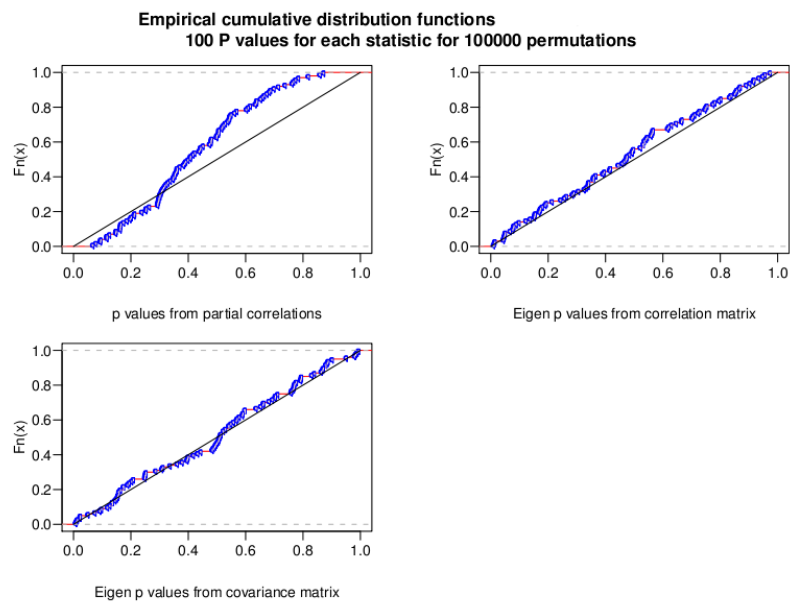 Empirical cumulative distribution functions
100 P values for each statistic for 100000 permutations
Fn(x)
1.0
0.8
0.6
0.4
0.2
0.0
0.0 0.2 0.4 0.6 0.8 1.0
p values from partial correlations
Fn(x)
1.0
0.8
0.6
0.4
0.2
0.0
0.0 0.2 0.4 0.6 0.8 1.0
Eigen p values from correlation matrix
Fn(x)
1.0
0.8
0.6
0.4
0.2
0.0
0.0 0.2 0.4 0.6 0.8 1.0
Eigen p values from covariance matrix